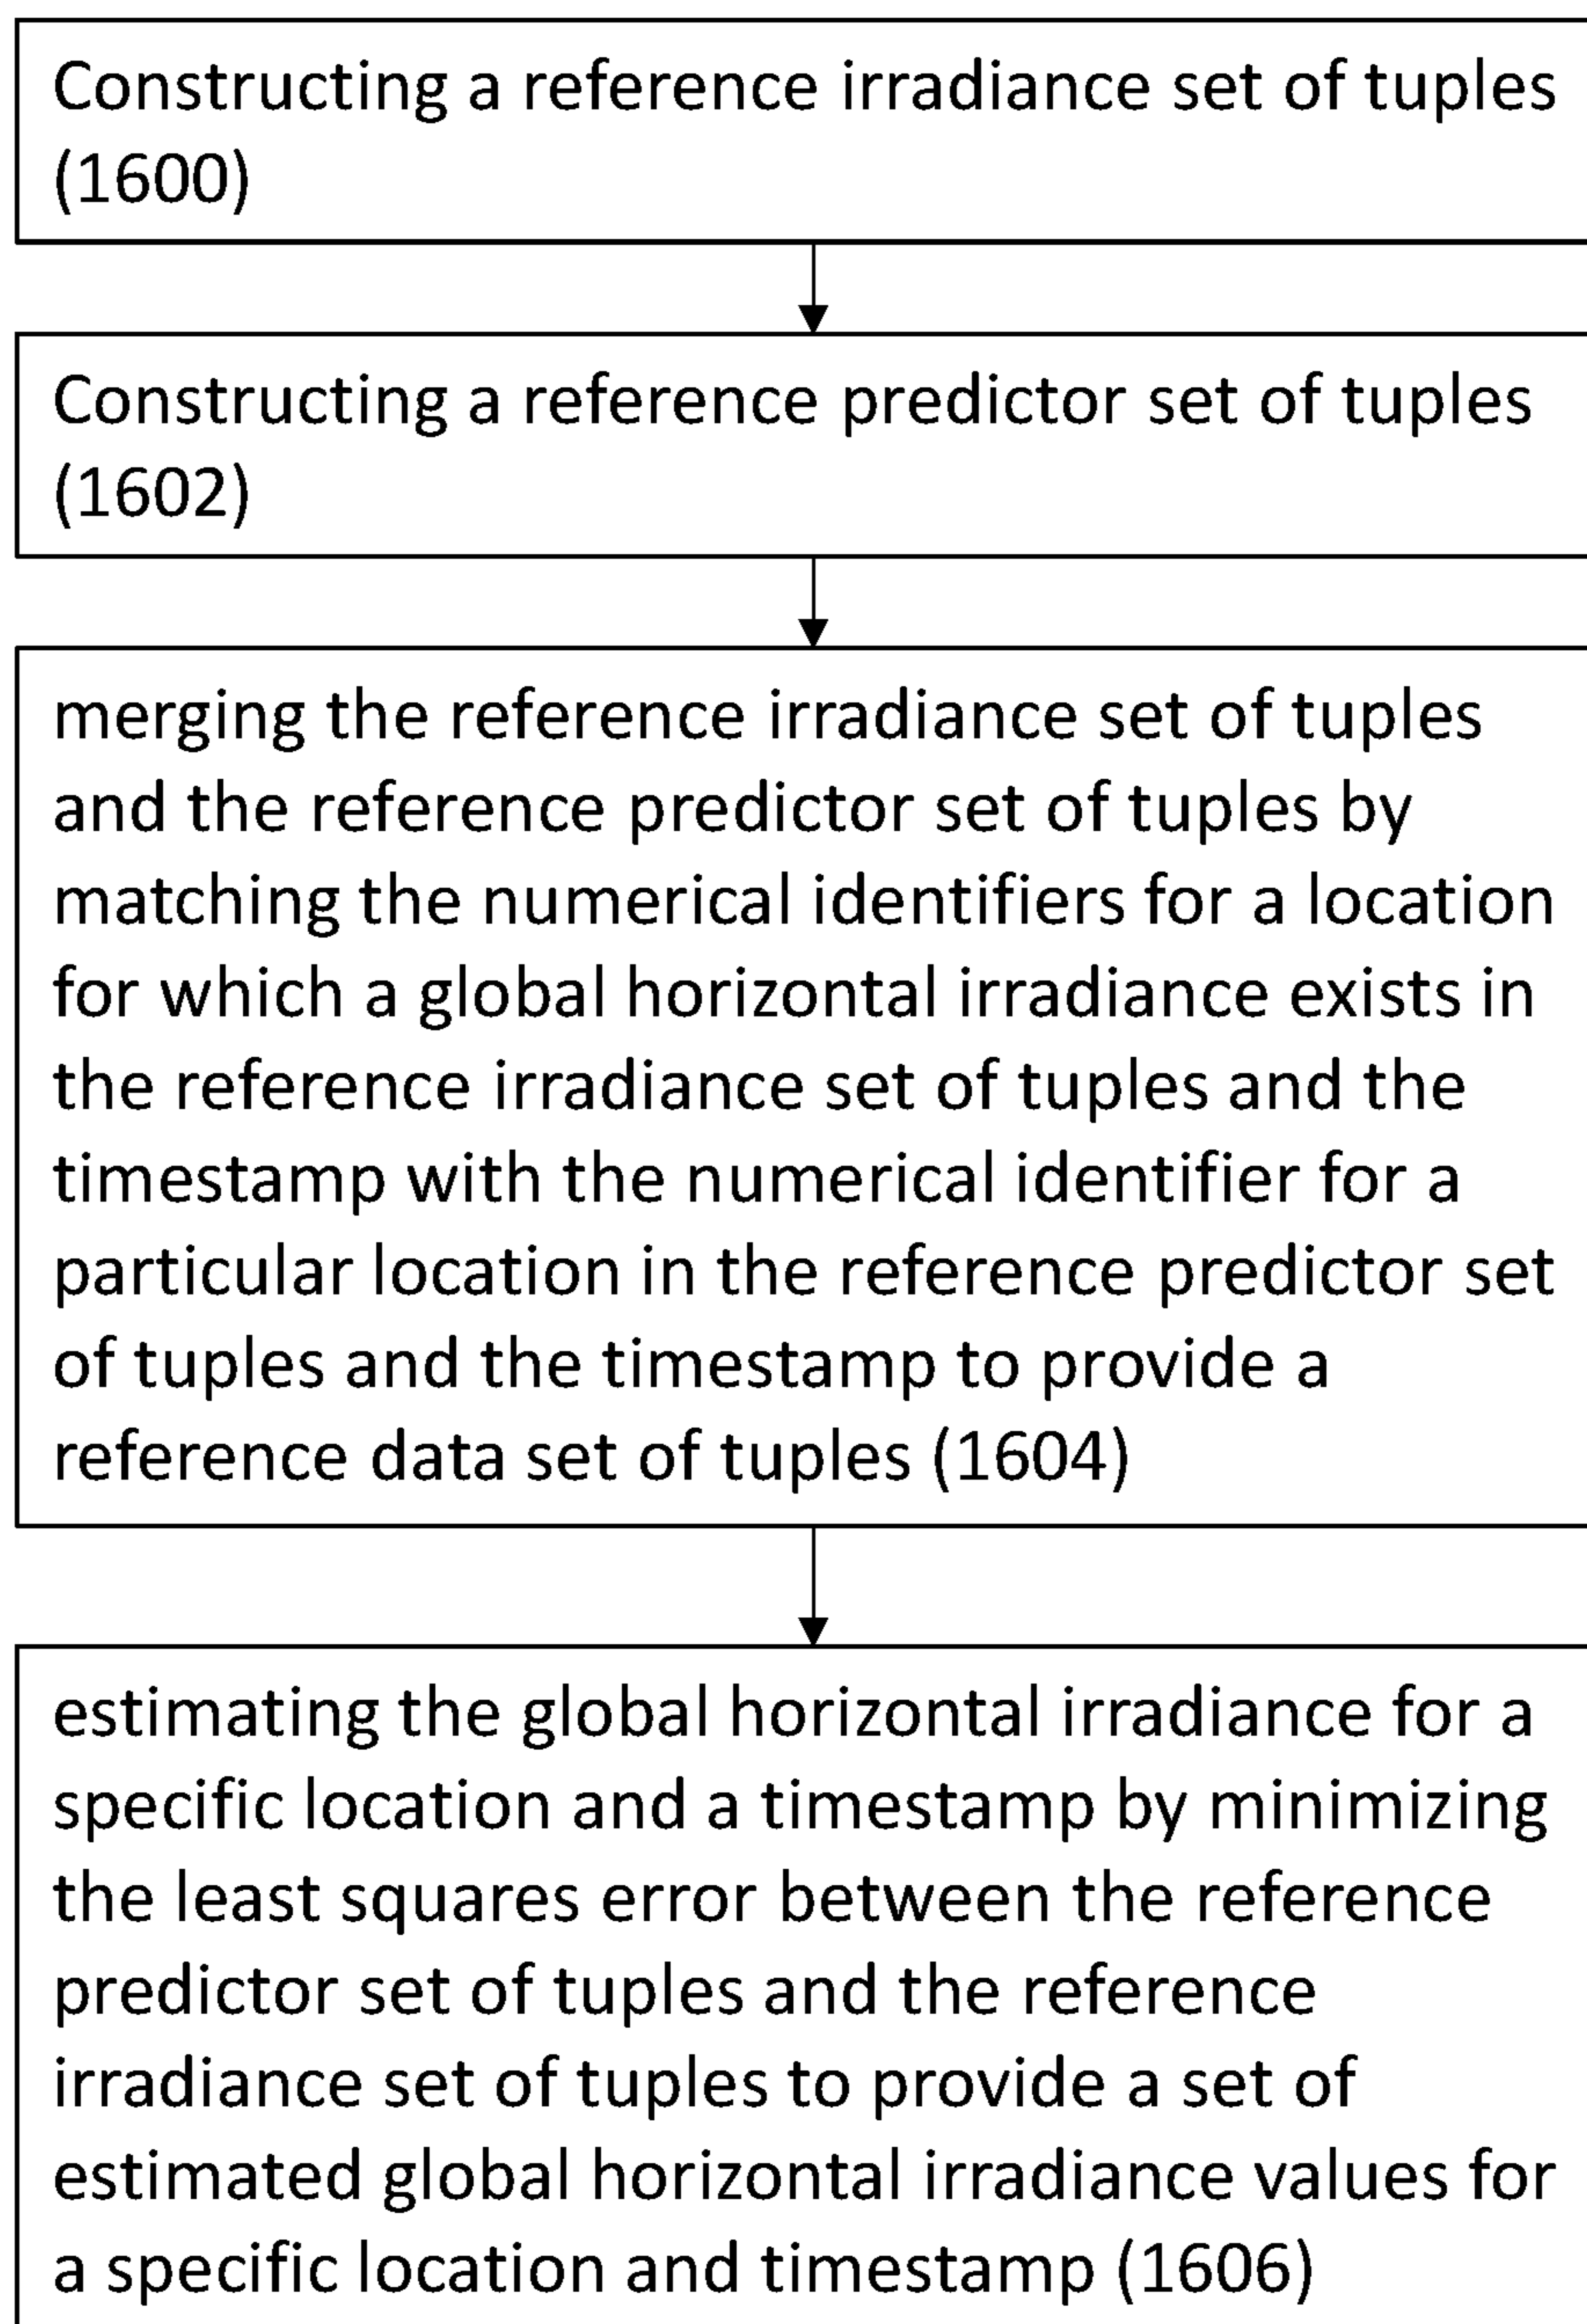 Constructing a reference irradiance set of tuples
(1600)
Constructing a reference predictor set of tuples
(1602)
merging the reference irradiance set of tuples
and the reference predictor set of tuples by
matching the numerical identifiers for a location
for which a global horizontal irradiance exists in
the reference irradiance set of tuples and the
timestamp with the numerical identifier for a
particular location in the reference predictor set
of tuples and the timestamp to provide a
reference data set of tuples (1604)
estimating the global horizontal irradiance for a
specific location and a timestamp by minimizing
the least squares error between the reference
predictor set of tuples and the reference
irradiance set of tuples to provide a set of
estimated global horizontal irradiance values for
a specific location and timestamp (1606)